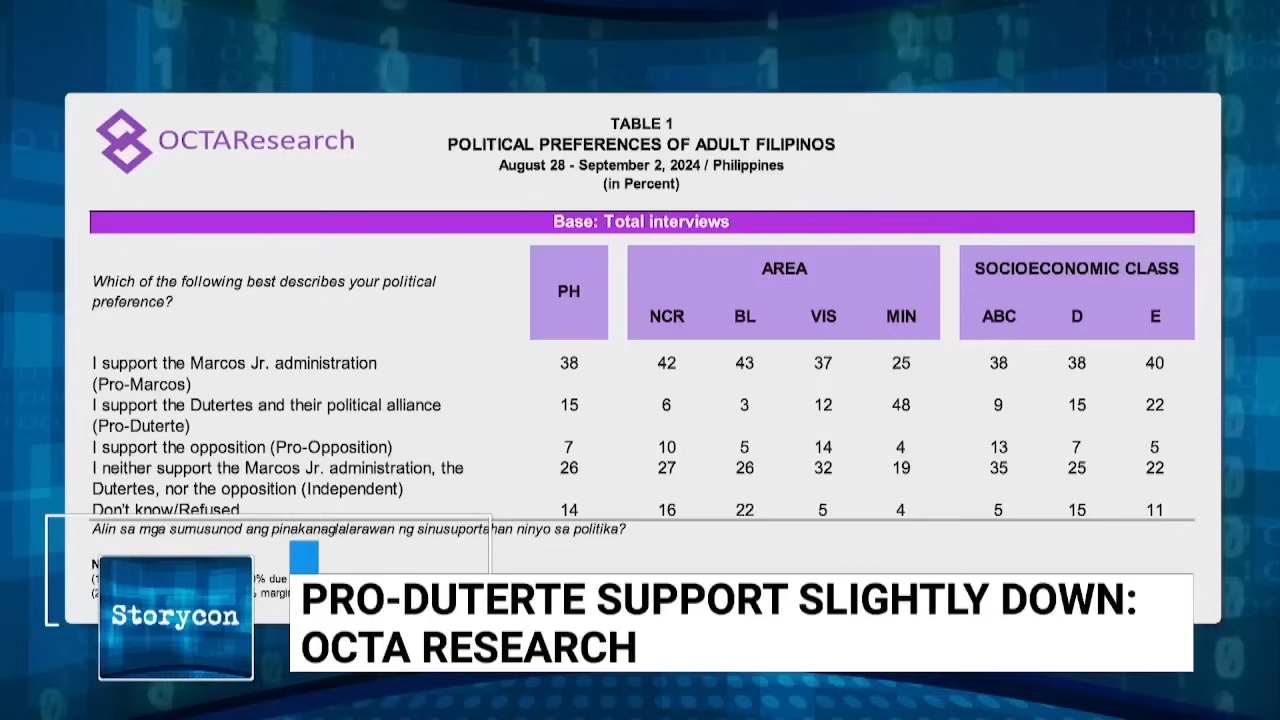 OCTAResearch
TABLE 1
POLITICAL PREFERENCES OF ADULT FILIPINOS
August 28 - September 2, 2024 / Philippines
(in Percent)
Base: Total interviews
Which of the following best describes your political
preference?
PH
AREA
SOCIOECONOMIC CLASS
NCR BL VIS MIN ABC D E
I support the Marcos Jr. administration 38 42 43 37 25 38 38 40
(Pro-Marcos)
I support the Dutertes and their political alliance 15 6 3 12 48 9 15 22
(Pro-Duterte)
I support the opposition (Pro-Opposition) 7 10 5 14 4 13 7 5
I neither support the Marcos Jr. administration, the 26 27 26 32 19 35 25 22
Dutertes, nor the opposition (Independent)
Don't know/Refused 14 16 22 5 4 5 15 11
Alin sa mga sumusunod ang pinakanaglalarawan ng sinusuportahan ninyo sa politika?
% due
Storycon
PRO-DUTERTE SUPPORT SLIGHTLY DOWN:
OCTA RESEARCH